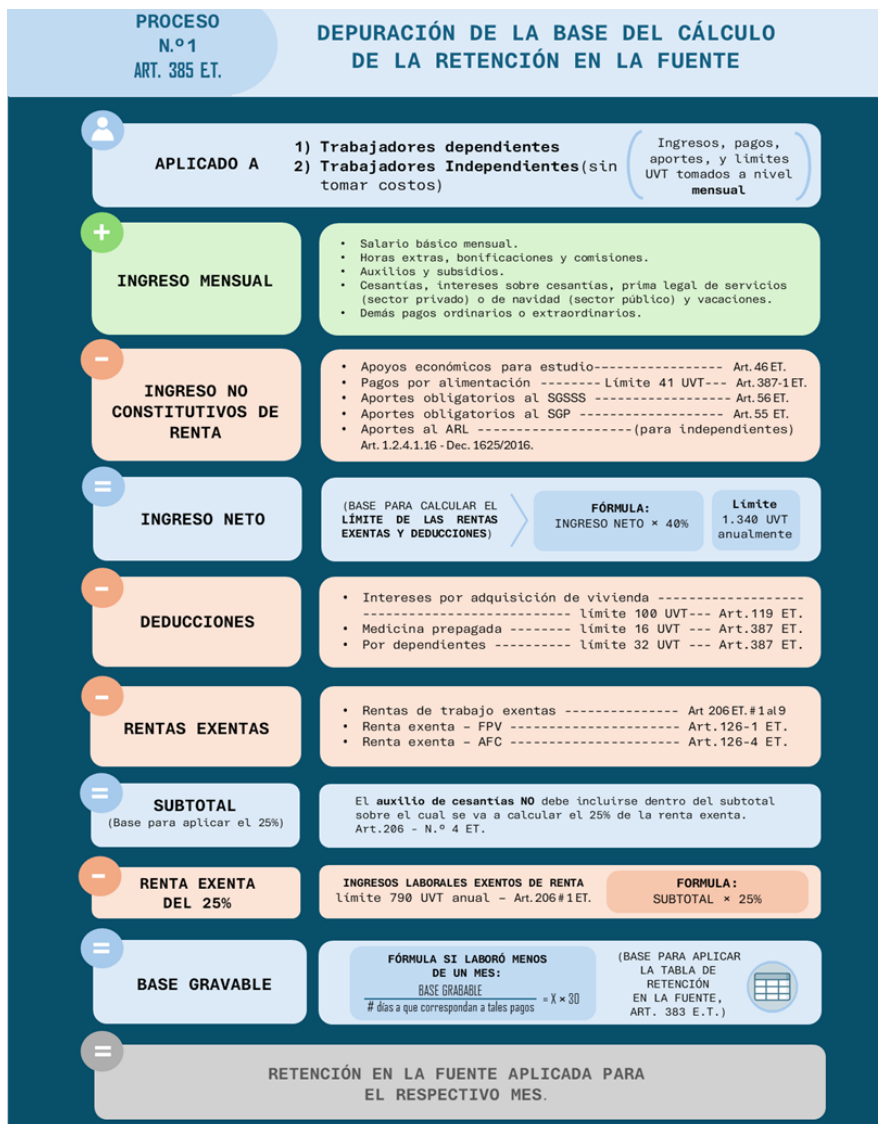 PROCESO
N.º1
ART. 385 E.T.
DEPURACIÓN DE LA BASE DEL CÁLCULO
DE LA RETENCIÓN EN LA FUENTE
APLICADO A
1) Trabajadores dependientes
2) Trabajadores Independientes(sin
tomar costos)
Ingresos, pagos,
aportes, y límites
UVT tomados a nivel
mensual
+
INGRESO MENSUAL
• Salario básico mensual.
• Horas extras, bonificaciones y comisiones.
• Auxilios y subsidios.
• Cesantías, intereses sobre cesantías, prima legal de servicios
(sector privado) o de navidad (sector público) y vacaciones.
• Demás pagos ordinarios o extraordinarios.
-
INGRESO NO
CONSTITUTIVOS DE
RENTA
• Apoyos económicos para estudio----------------- Art. 46 ET.
• Pagos por alimentación -------- Límite 41 UVT--- Art. 387-1 ET.
• Aportes obligatorios al SGSSS ------------------ Art. 56 ET.
• Aportes obligatorios al SGP ------------------- Art. 55 ET.
• Aportes al ARL --------------------(para independientes)
Art. 1.2.4.1.16 - Dec. 1625/2016.
=
INGRESO NETO
(BASE PARA CALCULAR EL
LÍMITE DE LAS RENTAS
EXENTAS Y DEDUCCIONES)
FÓRMULA:
INGRESO NETO × 40%
Límite
1.340 UVT
anualmente
-
DEDUCCIONES
• Intereses por adquisición de vivienda -------------------
--------------------------- límite 100 UVT--- Art.119 ET.
• Medicina prepagada --------- límite 16 UVT --- Art.387 ET.
• Por dependientes ----------- límite 32 UVT --- Art.387 ET.
-
RENTAS EXENTAS
• Rentas de trabajo exentas --------------- Art 206 ET. # 1 al 9
• Renta exenta – FPV ---------------------- Art.126-1 ET.
• Renta exenta – AFC ---------------------- Art.126-4 ET.
=
SUBTOTAL
(Base para aplicar el 25%)
El auxilio de cesantías NO debe incluirse dentro del subtotal
sobre el cual se va a calcular el 25% de la renta exenta.
Art.206 - N.º 4 ET.
-
RENTA EXENTA
DEL 25%
INGRESOS LABORALES EXENTOS DE RENTA
límite 790 UVT anual – Art. 206 # 1 ET.
FORMULA:
SUBTOTAL × 25%
=
BASE GRAVABLE
FÓRMULA SI LABORÓ MENOS
DE UN MES:
BASE GRABABLE
# días a que correspondan a tales pagos
= X × 30
(BASE PARA APLICAR
LA TABLA DE
RETENCIÓN
EN LA FUENTE,
ART. 383 E.T.)
=
RETENCIÓN EN LA FUENTE APLICADA PARA
EL RESPECTIVO MES.